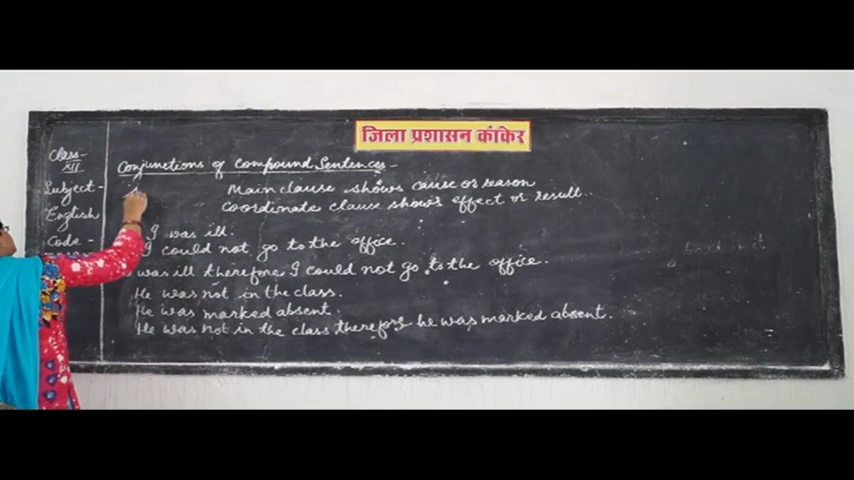 जिला प्रशासन कांकेर
Class-
XII
Subject-
English
Code-
Conjunctions of Compound Sentences-
Main clause shows cause or reason
Coordinate clause shows effect or result..
I was ill.
I could not go to the office.
was ill therefore I could not go to the office.
He was not in the class.
He was marked absent.
He was not in the class therefore he was marked absent.